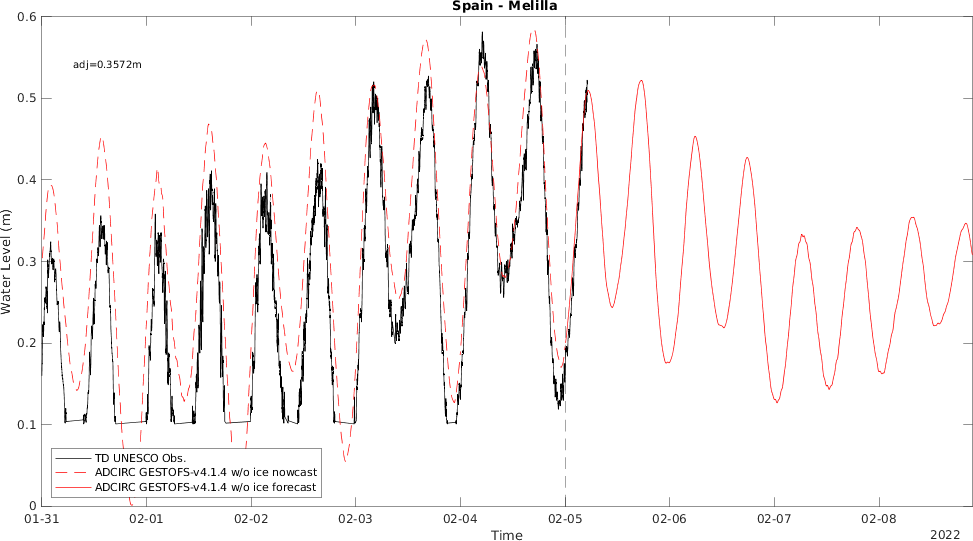 Spain - Melilla
0.6
adj=0.3572m
0.5
0.4
0.3
0.2
0.1
0
Water Level (m)
TD UNESCO Obs.
ADCIRC GESTOFS-v4.1.4 w/o ice nowcast
ADCIRC GESTOFS-v4.1.4 w/o ice forecast
01-31 02-01 02-02 02-03 02-04 02-05 02-06 02-07 02-08
Time
2022